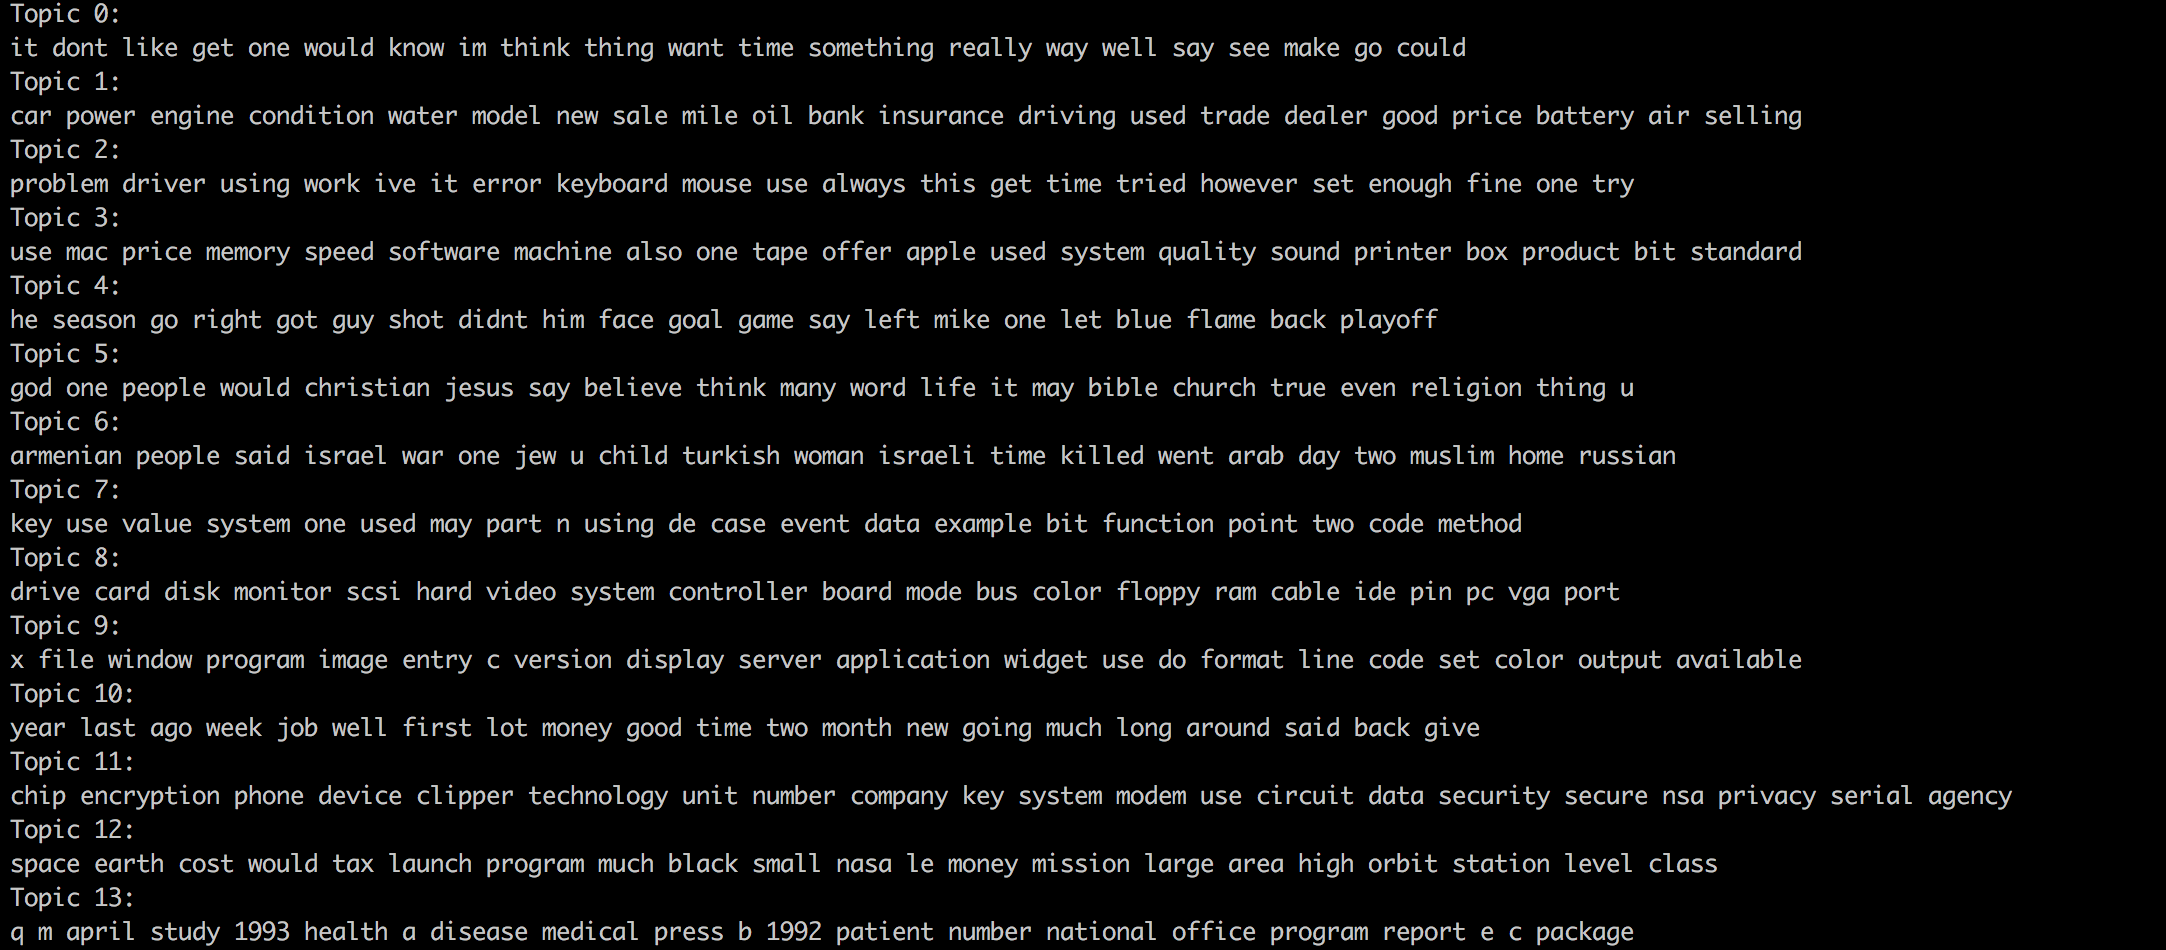 Topic 0:
it dont like get one would know im think thing want time something really way well say see make go could
Topic 1:
car power engine condition water model new sale mile oil bank insurance driving used trade dealer good price battery air selling
Topic 2:
problem driver using work ive it error keyboard mouse use always this get time tried however set enough fine one try
Topic 3:
use mac price memory speed software machine also one tape offer apple used system quality sound printer box product bit standard
Topic 4:
he season go right got guy shot didnt him face goal game say left mike one let blue flame back playoff
Topic 5:
god one people would christian jesus say believe think many word life it may bible church true even religion thing u
Topic 6:
armenian people said israel war one jew u child turkish woman israeli time killed went arab day two muslim home russian
Topic 7:
key use value system one used may part n using de case event data example bit function point two code method
Topic 8:
drive card disk monitor scsi hard video system controller board mode bus color floppy ram cable ide pin pc vga port
Topic 9:
x file window program image entry c version display server application widget use do format line code set color output available
Topic 10:
year last ago week job well first lot money good time two month new going much long around said back give
Topic 11:
chip encryption phone device clipper technology unit number company key system modem use circuit data security secure nsa privacy serial agency
Topic 12:
space earth cost would tax launch program much black small nasa le money mission large area high orbit station level class
Topic 13:
q m april study 1993 health a disease medical press b 1992 patient number national office program report e c package